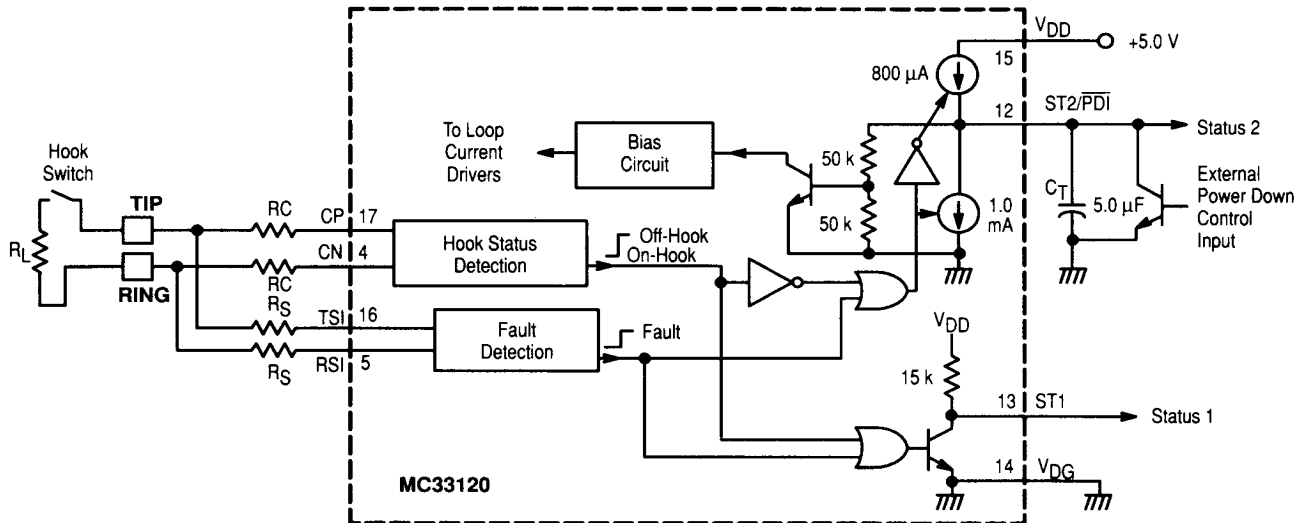 VDD
+5.0 V
15
800 µA
12
ST2/PDI
Status 2
To Loop
Current
Drivers
Bias
Circuit
50 k
50 k
1.0
mA
CT
5.0 µF
External
Power Down
Control
Input
Hook
Switch
TIP
RL
RING
RC
CP
17
CN
4
RC
Hook Status
Detection
Off-Hook
On-Hook
RS
TSI
16
RSI
5
RS
Fault
Detection
Fault
VDD
15 k
13
ST1
Status 1
14
VDG
MC33120